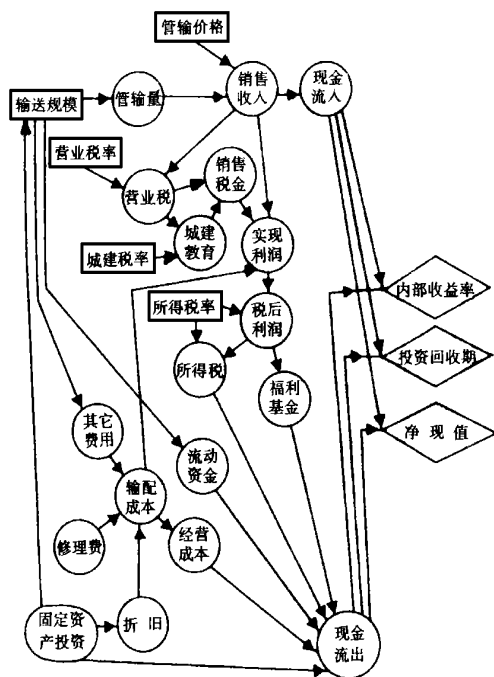 管输价格
输送规模
管输量
销售
收入
现金
流入
营业税率
营业税
销售
税金
城建税率
城建
教育
实现
利润
内部收益率
所得税率
税后
利润
投资回收期
所得税
福利
基金
净现值
其它
费用
流动
资金
输配
成本
修理费
经营
成本
固定资
产投资
折旧
现金
流出